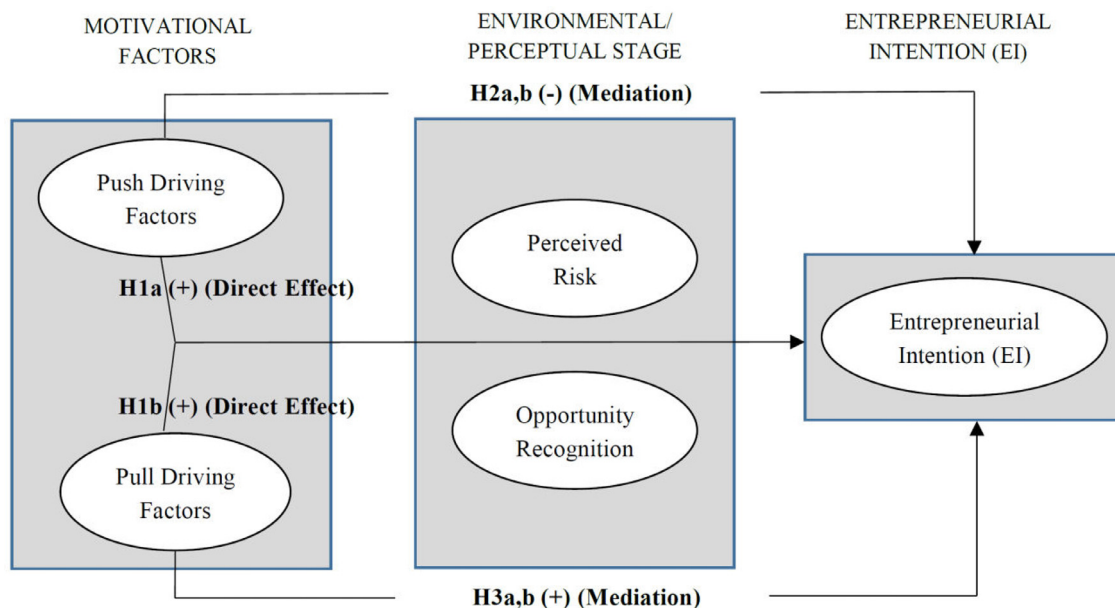 MOTIVATIONAL
FACTORS
ENVIRONMENTAL/
PERCEPTUAL STAGE
ENTREPRENEURIAL
INTENTION (EI)
H2a,b (-) (Mediation)
Push Driving
Factors
Perceived
Risk
H1a (+) (Direct Effect)
Entrepreneurial
Intention (EI)
H1b (+) (Direct Effect)
Opportunity
Recognition
Pull Driving
Factors
H3a,b (+) (Mediation)